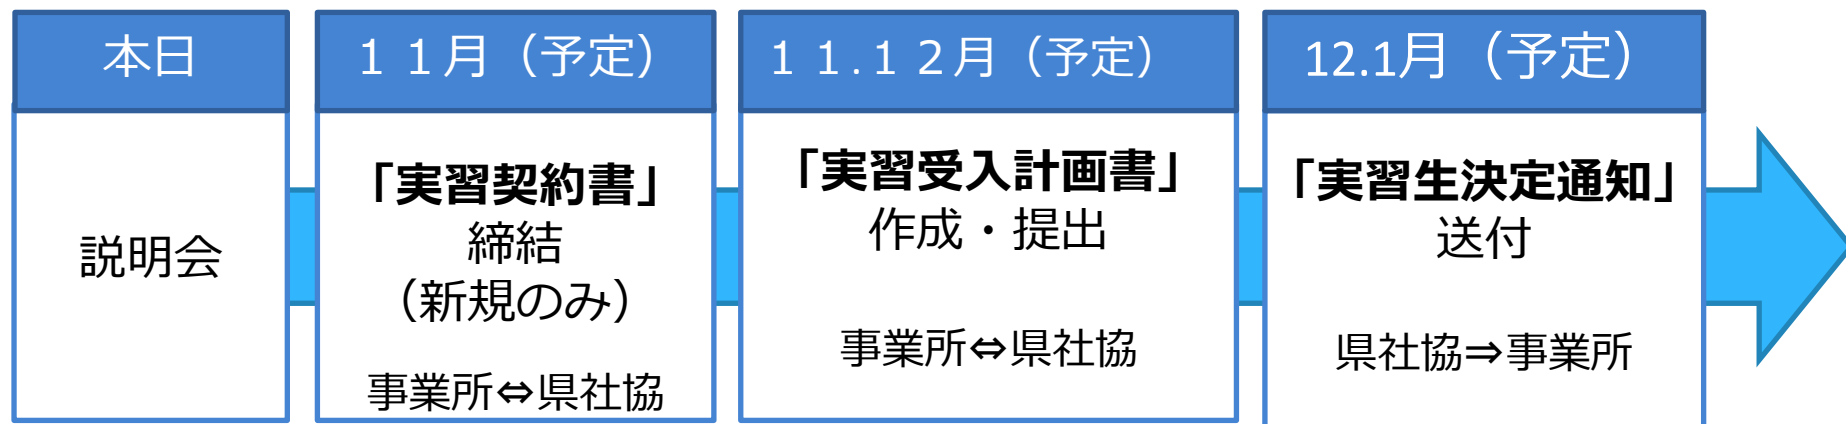 本日
説明会
１１月（予定）
「実習契約書」
締結
（新規のみ）
事業所⇔県社協
１１.１２月（予定）
「実習受入計画書」
作成・提出
事業所⇔県社協
12.1月（予定）
「実習生決定通知」
送付
県社協⇒事業所